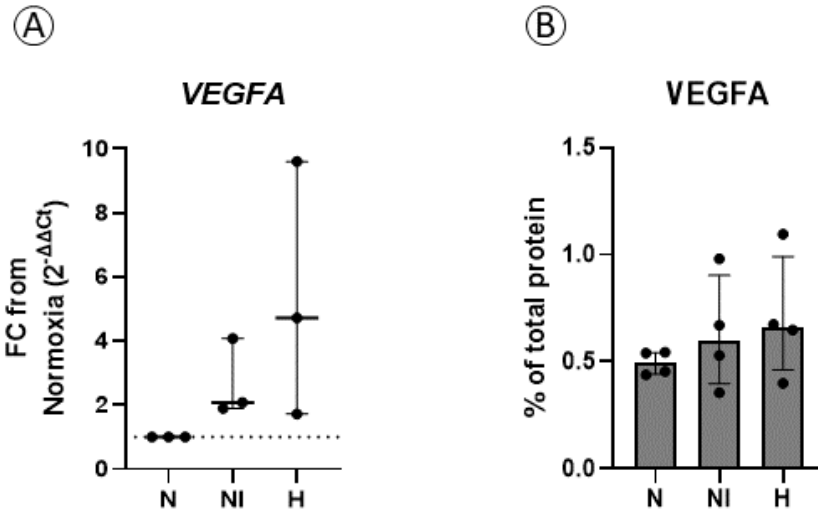 A
VEGFA
FC from
Normoxia (2^-ΔΔCt)
10
8
6
4
2
0
N NI H
B
VEGFA
% of total protein
1.5
1.0
0.5
0.0
N NI H